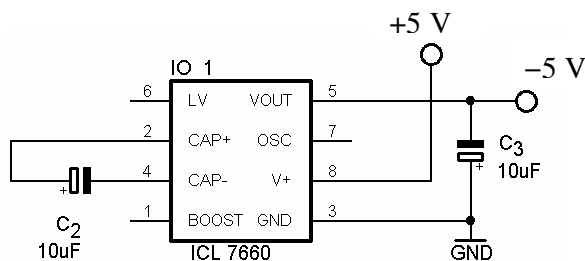 +5 V
−5 V
IO 1
6 LV VOUT 5
2 CAP+ OSC 7
4 CAP- V+ 8
1 BOOST GND 3
ICL 7660
+
C2
10uF
C3
+
10uF
GND